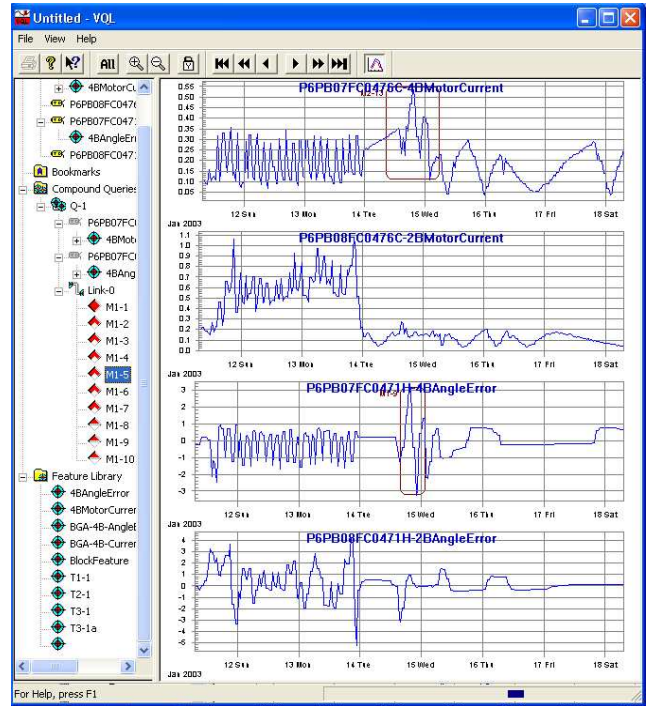 Untitled - VQL
File View Help
All
4BMotorCu
P6PB08FC0476
P6PB07FC0471
4BAngleErr
P6PB08FC0471
Bookmarks
Compound Queries
Q-1
P6PB07FC
4BMoto
P6PB07FC
4BAng
Link-0
M1-1
M1-2
M1-3
M1-4
M1-5
M1-6
M1-7
M1-8
M1-9
M1-10
Feature Library
4BAngleError
4BMotorCurrer
BGA-4B-AngleE
BGA-4B-Currer
BlockFeature
T1-1
T2-1
T3-1
T3-1a
P6PB07FC0476C-4BMotorCurrent
0.55
0.50
0.45
0.40
0.35
0.30
0.25
0.20
0.15
0.10
0.05
12 Sun 13 Mon 14 Tue 15 Wed 16 Thu 17 Fri 18 Sat
Jan 2003
P6PB08FC0476C-2BMotorCurrent
1.1
1.0
0.9
0.8
0.7
0.6
0.5
0.4
0.3
0.2
0.1
0.0
12 Sun 13 Mon 14 Tue 15 Wed 16 Thu 17 Fri 18 Sat
Jan 2003
P6PB07FC0471H-4BAngleError
3
2
1
0
-1
-2
-3
12 Sun 13 Mon 14 Tue 15 Wed 16 Thu 17 Fri 18 Sat
Jan 2003
P6PB08FC0471H-2BAngleError
4
3
2
1
0
-1
-2
-3
-4
-5
12 Sun 13 Mon 14 Tue 15 Wed 16 Thu 17 Fri 18 Sat
Jan 2003
For Help, press F1